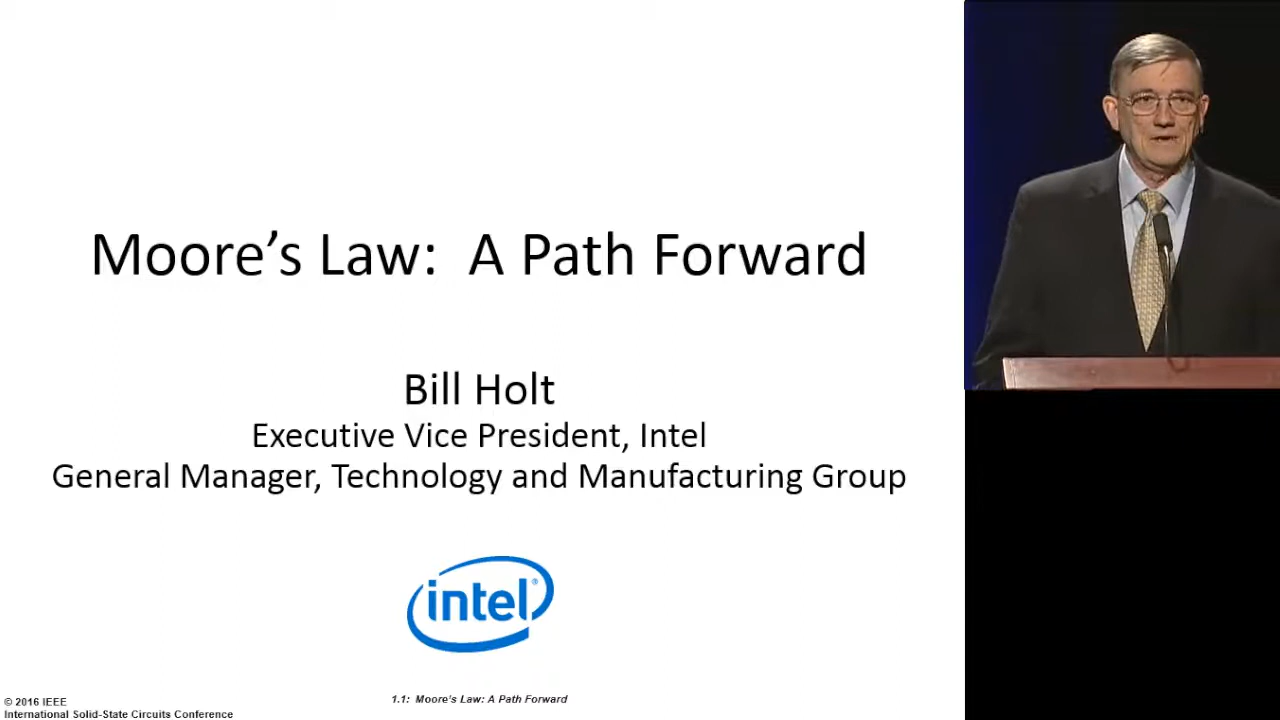 Moore's Law:  A Path Forward
Bill Holt
Executive Vice President, Intel
General Manager, Technology and Manufacturing Group
intel®
© 2016 IEEE
International Solid-State Circuits Conference
1.1:  Moore's Law: A Path Forward